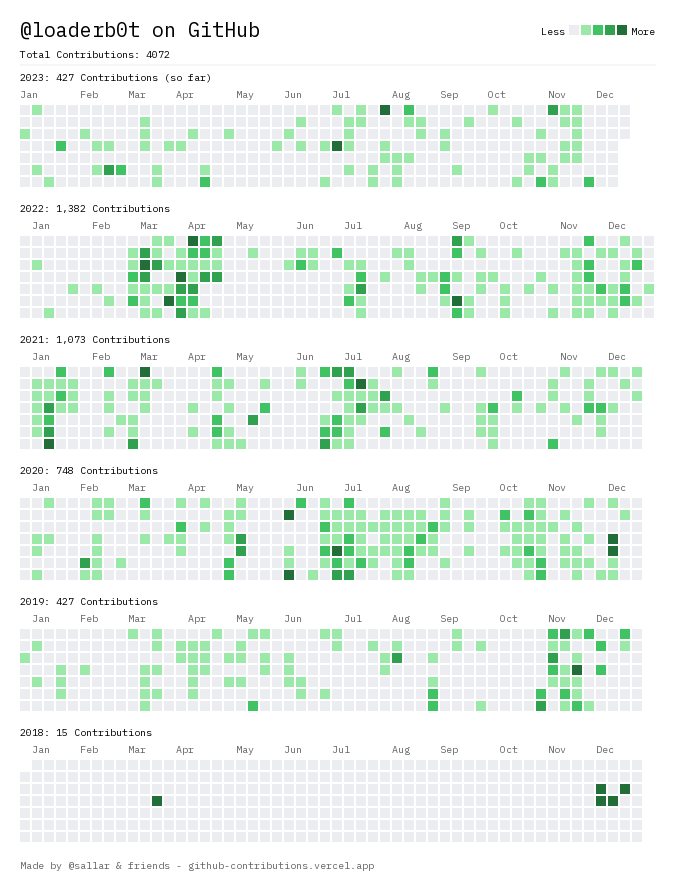 @loaderb0t on GitHub
Less More
Total Contributions: 4072
2023: 427 Contributions (so far)
Jan Feb Mar Apr May Jun Jul Aug Sep Oct Nov Dec
2022: 1,382 Contributions
Jan Feb Mar Apr May Jun Jul Aug Sep Oct Nov Dec
2021: 1,073 Contributions
Jan Feb Mar Apr May Jun Jul Aug Sep Oct Nov Dec
2020: 748 Contributions
Jan Feb Mar Apr May Jun Jul Aug Sep Oct Nov Dec
2019: 427 Contributions
Jan Feb Mar Apr May Jun Jul Aug Sep Oct Nov Dec
2018: 15 Contributions
Jan Feb Mar Apr May Jun Jul Aug Sep Oct Nov Dec
Made by @sallar & friends - github-contributions.vercel.app